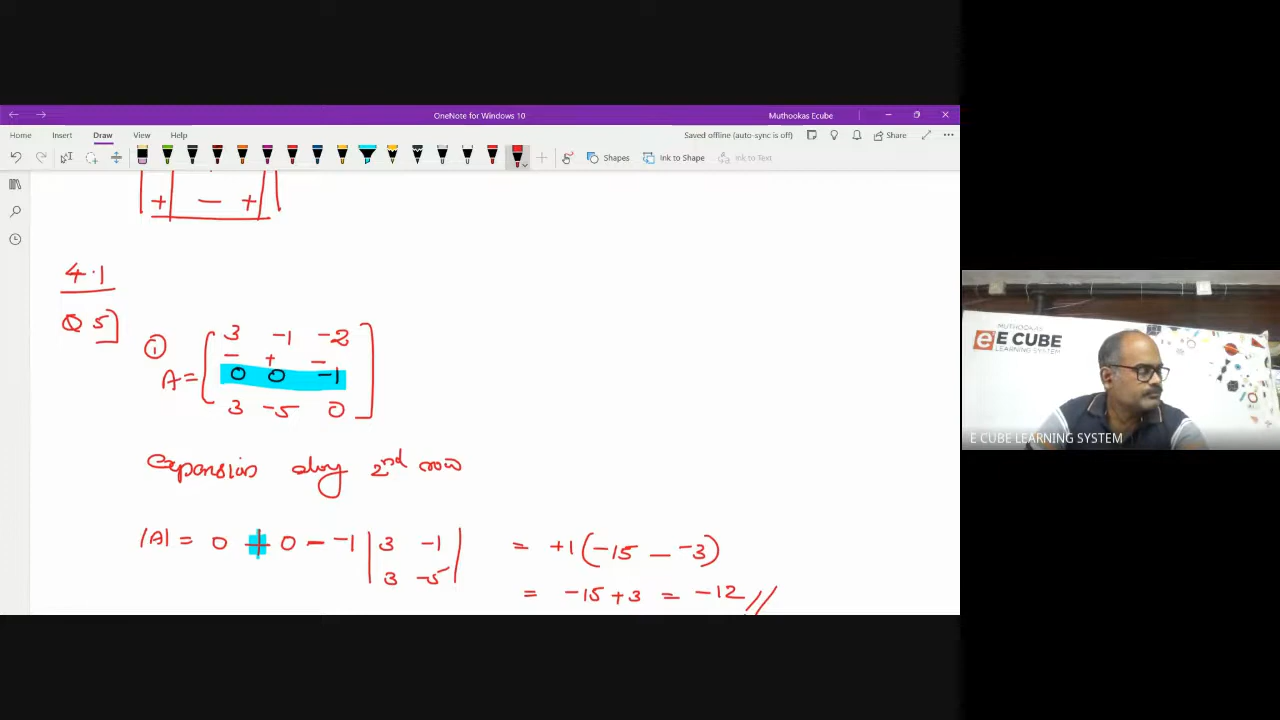 OneNote for Windows 10
Muthookas Ecube
Home Insert Draw View Help
Saved offline (auto-sync is off)
Share
Shapes
Ink to Shape
Ink to Text
+ − +
4.1
Q 5]
①
3 -1 -2
− + −
A = 0 0 -1
3 -5 0
expansion along 2nd row
|A| = 0 + 0 - -1 | 3 -1 | = +1 (-15 - -3)
3 -5
= -15 + 3 = -12 //
MUTHOOKAS
E CUBE
LEARNING SYSTEM
E CUBE LEARNING SYSTEM